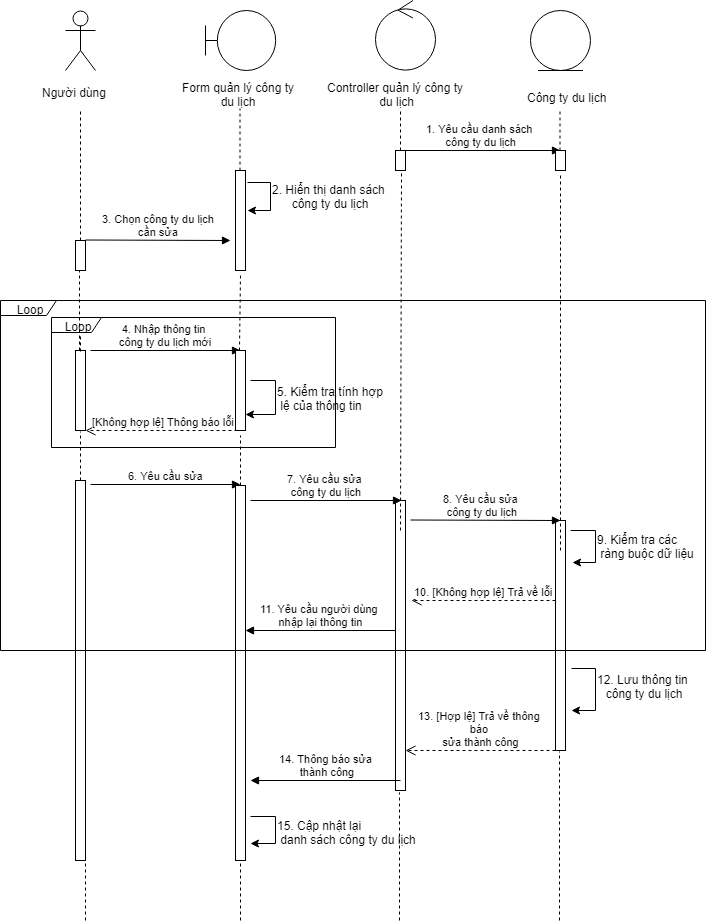 Người dùng
Form quản lý công ty
du lịch
Controller quản lý công ty
du lịch
Công ty du lịch
1. Yêu cầu danh sách
công ty du lịch
2. Hiển thị danh sách
công ty du lịch
3. Chọn công ty du lịch
cần sửa
Loop
Loop
4. Nhập thông tin
công ty du lịch mới
5. Kiểm tra tính hợp
lệ của thông tin
[Không hợp lệ] Thông báo lỗi
6. Yêu cầu sửa
7. Yêu cầu sửa
công ty du lịch
8. Yêu cầu sửa
công ty du lịch
9. Kiểm tra các
ràng buộc dữ liệu
10. [Không hợp lệ] Trả về lỗi
11. Yêu cầu người dùng
nhập lại thông tin
12. Lưu thông tin
công ty du lịch
13. [Hợp lệ] Trả về thông
báo
sửa thành công
14. Thông báo sửa
thành công
15. Cập nhật lại
danh sách công ty du lịch